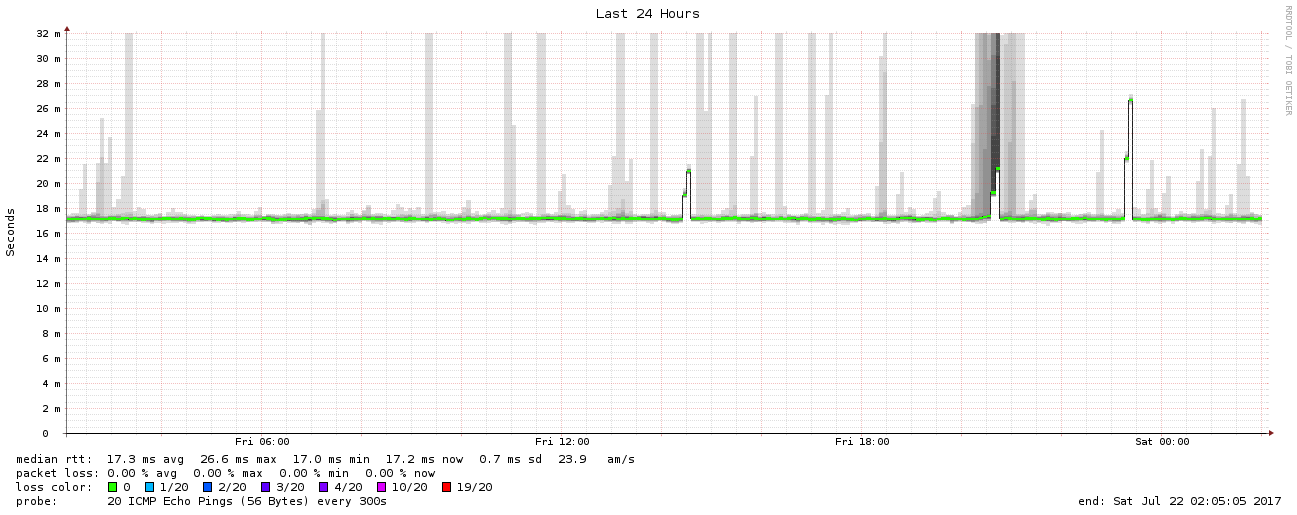 Last 24 Hours
RRDTOOL / TOBI OETIKER
32 m
30 m
28 m
26 m
24 m
22 m
20 m
18 m
16 m
14 m
12 m
10 m
8 m
6 m
4 m
2 m
0
Seconds
Fri 06:00 Fri 12:00 Fri 18:00 Sat 00:00
median rtt: 17.3 ms avg 26.6 ms max 17.0 ms min 17.2 ms now 0.7 ms sd 23.9 am/s
packet loss: 0.00 % avg 0.00 % max 0.00 % min 0.00 % now
loss color: 0 1/20 2/20 3/20 4/20 10/20 19/20
probe: 20 ICMP Echo Pings (56 Bytes) every 300s end: Sat Jul 22 02:05:05 2017